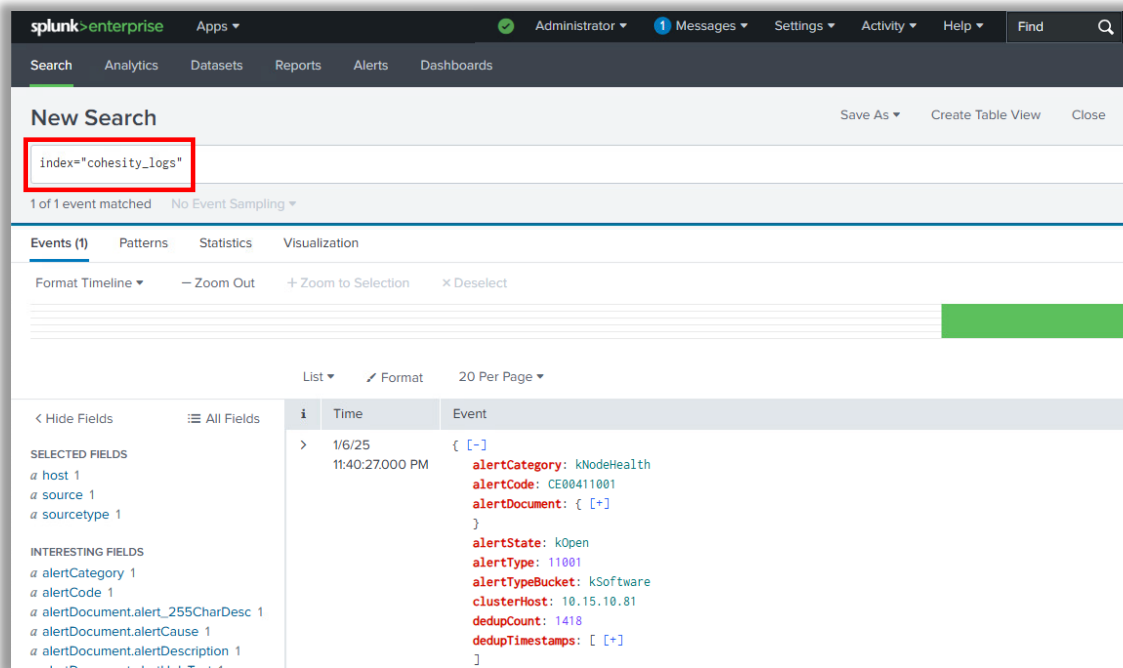 splunk>enterprise Apps Administrator 1 Messages Settings Activity Help Find
Search Analytics Datasets Reports Alerts Dashboards
New Search Save As Create Table View Close
index="cohesity_logs"
1 of 1 event matched No Event Sampling
Events (1) Patterns Statistics Visualization
Format Timeline — Zoom Out + Zoom to Selection × Deselect
List Format 20 Per Page
< Hide Fields All Fields
SELECTED FIELDS
a host 1
a source 1
a sourcetype 1
INTERESTING FIELDS
a alertCategory 1
a alertCode 1
a alertDocument.alert_255CharDesc 1
a alertDocument.alertCause 1
a alertDocument.alertDescription 1
i Time Event
> 1/6/25
11:40:27.000 PM
{ [-]
alertCategory: kNodeHealth
alertCode: CE00411001
alertDocument: { [+]
}
alertState: kOpen
alertType: 11001
alertTypeBucket: kSoftware
clusterHost: 10.15.10.81
dedupCount: 1418
dedupTimestamps: [ [+]
]